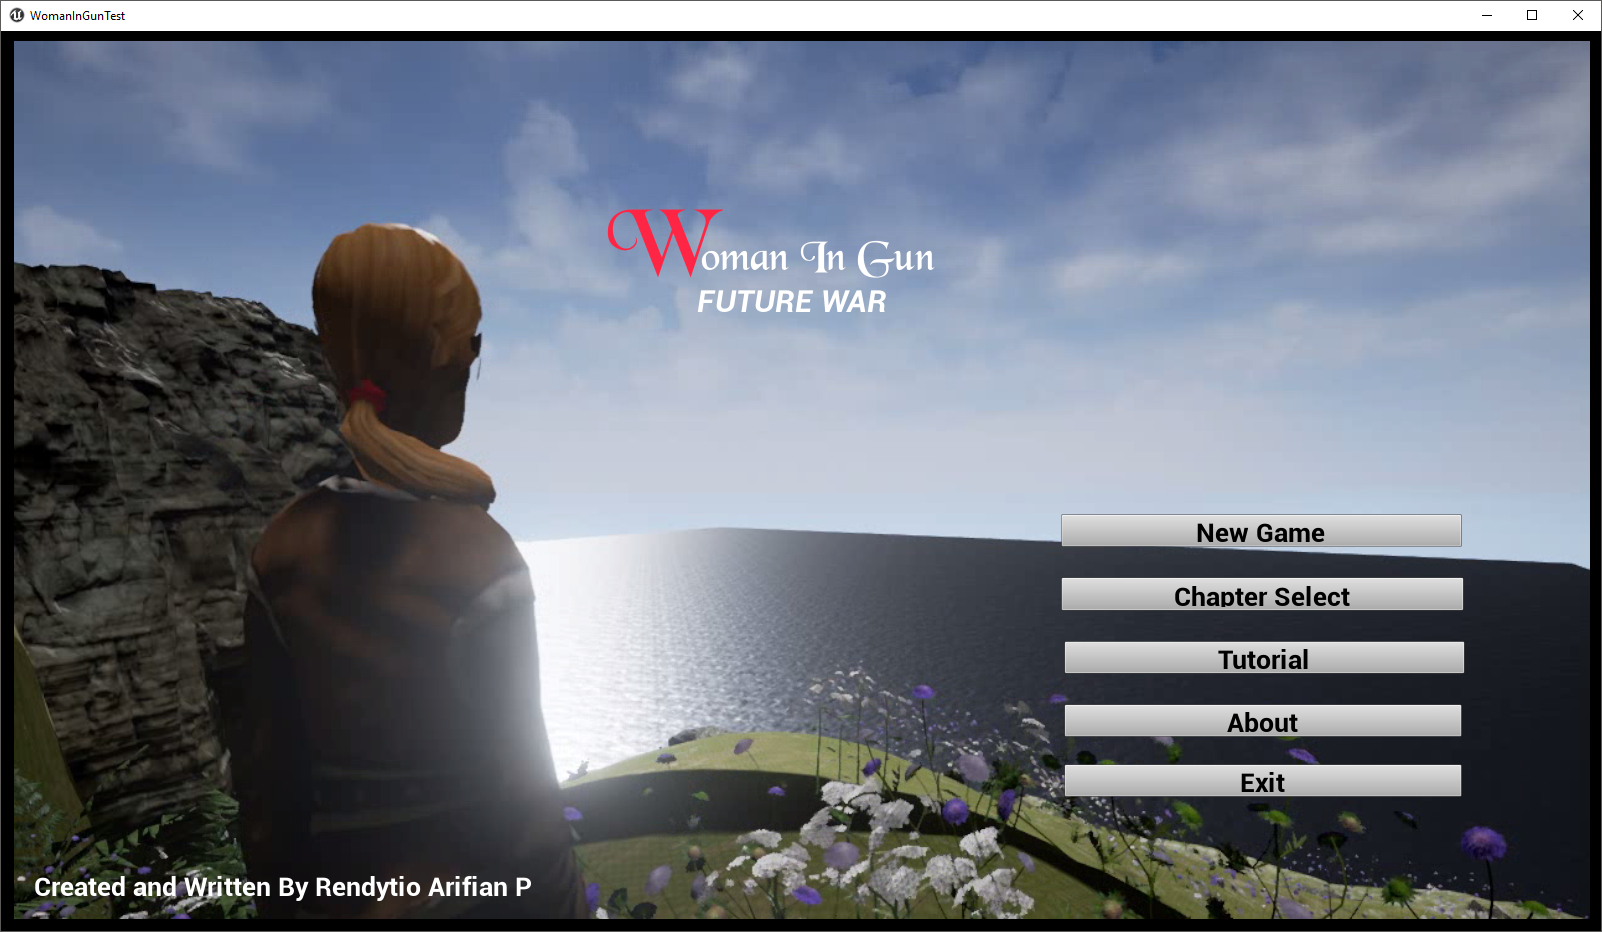 WomanInGunTest
Woman In Gun
FUTURE WAR
New Game
Chapter Select
Tutorial
About
Exit
Created and Written By Rendytio Arifian P